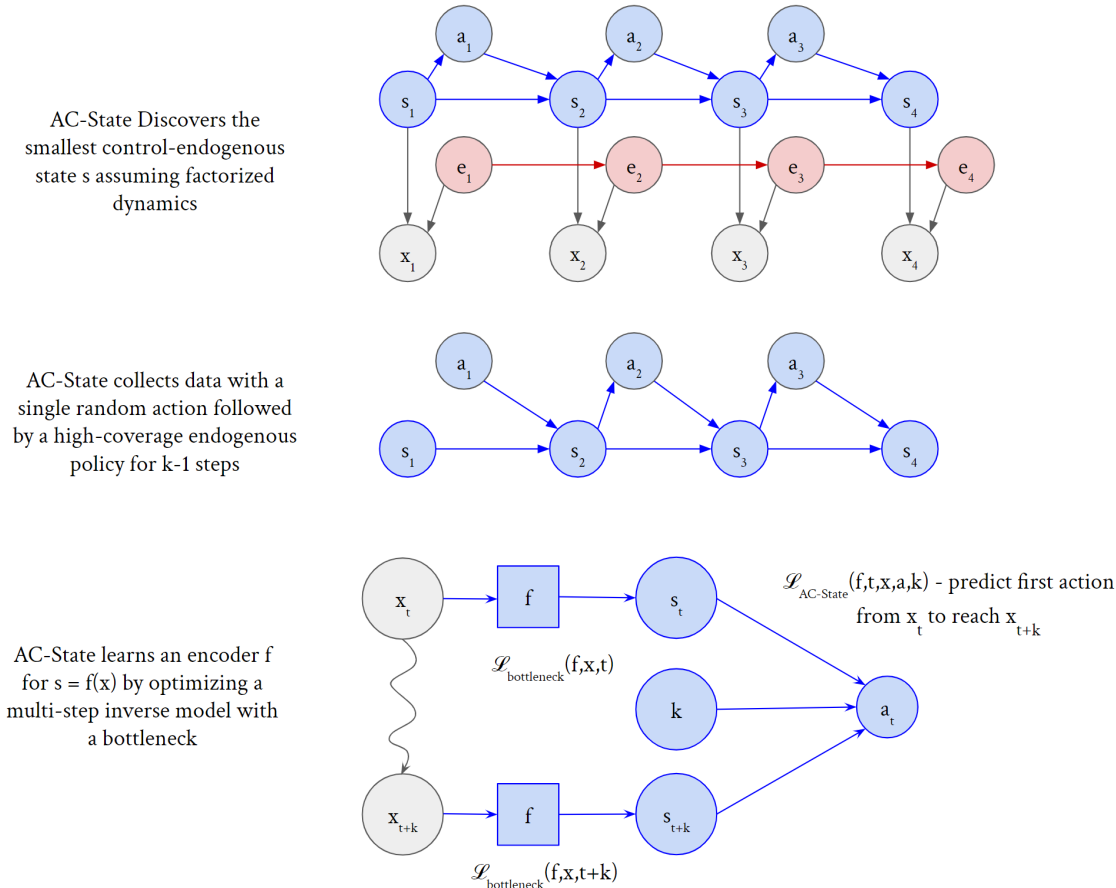 a1
a2
a3
s1
s2
s3
s4
AC-State Discovers the
smallest control-endogenous
state s assuming factorized
dynamics
e1
e2
e3
e4
x1
x2
x3
x4
AC-State collects data with a
single random action followed
by a high-coverage endogenous
policy for k-1 steps
a1
a2
a3
s1
s2
s3
s4
AC-State learns an encoder f
for s = f(x) by optimizing a
multi-step inverse model with
a bottleneck
xt
f
st
ℒAC-State(f,t,x,a,k) - predict first action
from xt to reach xt+k
ℒbottleneck(f,x,t)
k
at
xt+k
f
st+k
ℒbottleneck(f,x,t+k)